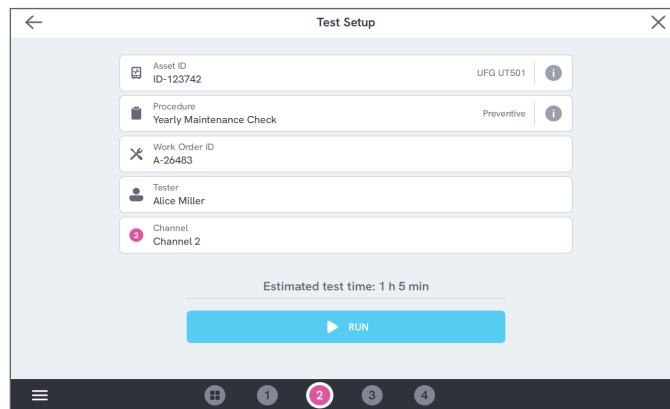 Test Setup
Asset ID
ID-123742
UFG UT501
i
Procedure
Yearly Maintenance Check
Preventive
i
Work Order ID
A-26483
Tester
Alice Miller
2
Channel
Channel 2
Estimated test time: 1 h 5 min
RUN
1 2 3 4